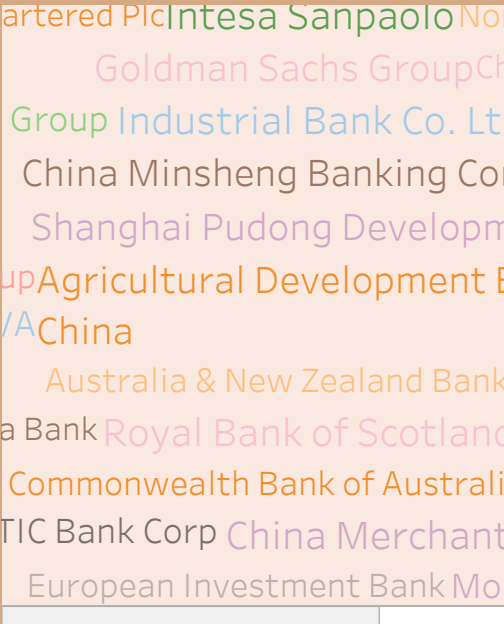 artered Plc Intesa Sanpaolo No
Goldman Sachs Group Ch
Group Industrial Bank Co. Lt
China Minsheng Banking Co
Shanghai Pudong Developm
up Agricultural Development B
/A China
Australia & New Zealand Bank
a Bank Royal Bank of Scotland
Commonwealth Bank of Australi
TIC Bank Corp China Merchant
European Investment Bank Mo